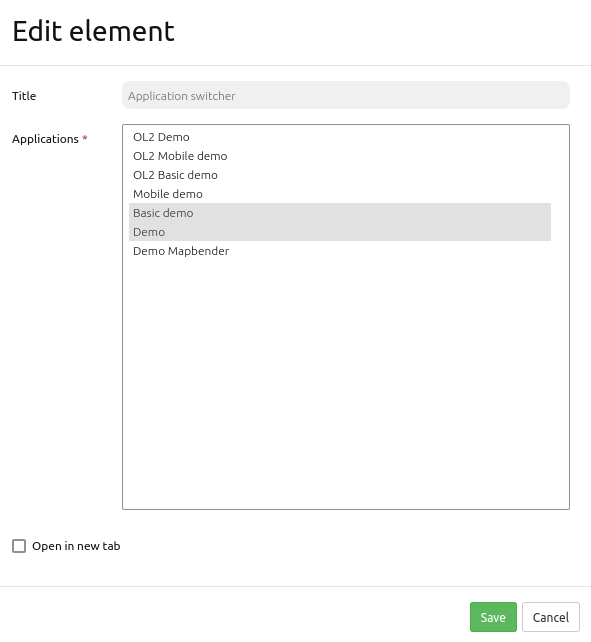 Edit element
Title
Application switcher
Applications *
OL2 Demo
OL2 Mobile demo
OL2 Basic demo
Mobile demo
Basic demo
Demo
Demo Mapbender
Open in new tab
Save
Cancel